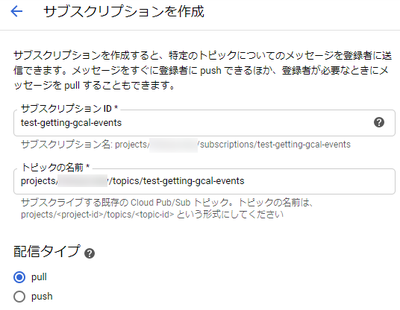 サブスクリプションを作成
サブスクリプションを作成すると、特定のトピックについてのメッセージを登録者に送
信できます。メッセージをすぐに登録者に push できるほか、登録者が必要なときにメ
ッセージを pull することもできます。
サブスクリプション ID *
test-getting-gcal-events
サブスクリプション名: projects/ /subscriptions/test-getting-gcal-events
トピックの名前 *
projects/ /topics/test-getting-gcal-events
サブスクライブする既存の Cloud Pub/Sub トピック。トピックの名前は、
projects/<project-id>/topics/<topic-id> という形式にしてください
配信タイプ
pull
push